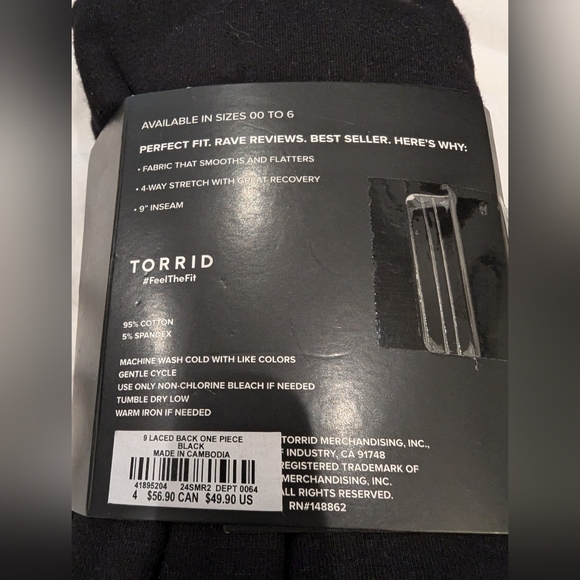 AVAILABLE IN SIZES 00 TO 6
PERFECT FIT. RAVE REVIEWS. BEST SELLER. HERE'S WHY:
• FABRIC THAT SMOOTHS AND FLATTERS
• 4-WAY STRETCH WITH GREAT RECOVERY
• 9" INSEAM
TORRID
#FeelTheFit
95% COTTON
5% SPANDEX
MACHINE WASH COLD WITH LIKE COLORS
GENTLE CYCLE
USE ONLY NON-CHLORINE BLEACH IF NEEDED
TUMBLE DRY LOW
WARM IRON IF NEEDED
9 LACED BACK ONE PIECE
BLACK
MADE IN CAMBODIA
41895204 24SMR2 DEPT 0064
4 $56.90 CAN $49.90 US
TORRID MERCHANDISING, INC.,
F INDUSTRY, CA 91748
REGISTERED TRADEMARK OF
MERCHANDISING, INC.
ALL RIGHTS RESERVED.
RN#148862